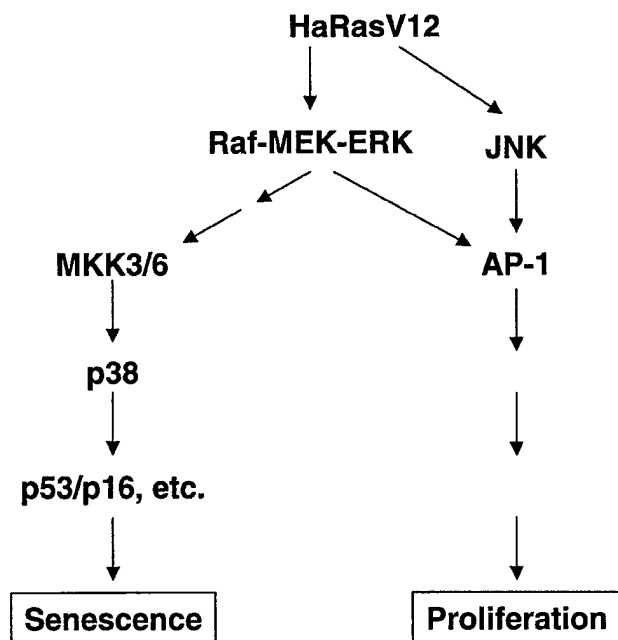 HaRasV12
Raf-MEK-ERK JNK
MKK3/6 AP-1
p38
p53/p16, etc.
Senescence Proliferation